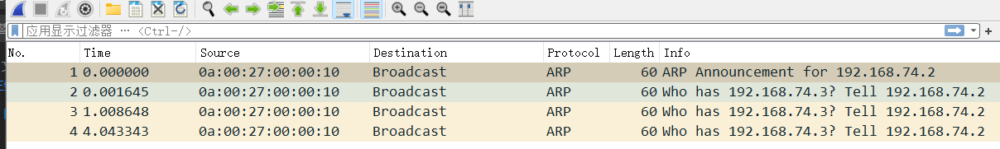 应用显示过滤器 … <Ctrl-/>
No. Time Source Destination Protocol Length Info
1 0.000000 0a:00:27:00:00:10 Broadcast ARP 60 ARP Announcement for 192.168.74.2
2 0.001645 0a:00:27:00:00:10 Broadcast ARP 60 Who has 192.168.74.3? Tell 192.168.74.2
3 1.008648 0a:00:27:00:00:10 Broadcast ARP 60 Who has 192.168.74.3? Tell 192.168.74.2
4 4.043343 0a:00:27:00:00:10 Broadcast ARP 60 Who has 192.168.74.3? Tell 192.168.74.2